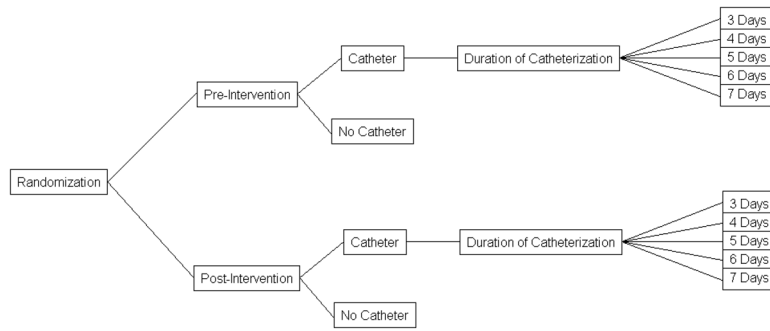 Randomization
Pre-Intervention
Catheter
Duration of Catheterization
3 Days
4 Days
5 Days
6 Days
7 Days
No Catheter
Post-Intervention
Catheter
Duration of Catheterization
3 Days
4 Days
5 Days
6 Days
7 Days
No Catheter